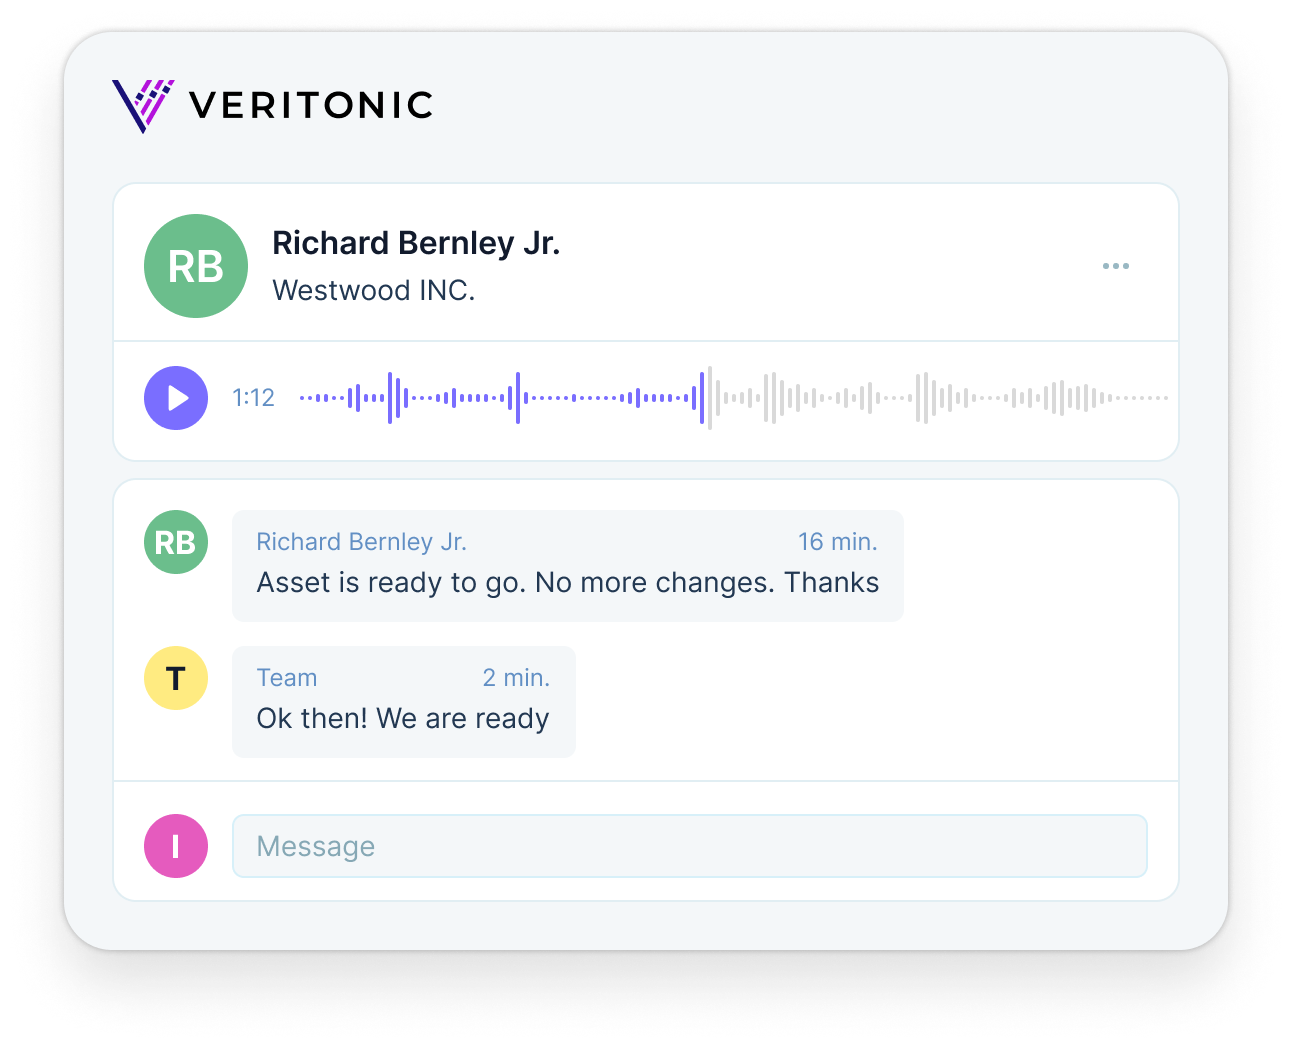 VERITONIC
RB
Richard Bernley Jr.
Westwood INC.
1:12
RB
Richard Bernley Jr. 16 min.
Asset is ready to go. No more changes. Thanks
T
Team 2 min.
Ok then! We are ready
I
Message